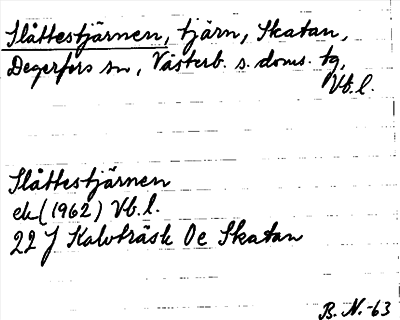 Slåttestjärnen, tjärn, Skatan,
Degerfors sn, Västerb. s. doms. tg,
Vb. l.
Slåttestjärnen
ek (1962) Vb. l.
22 J Kalvträsk Oe Skatan
B. N. -63